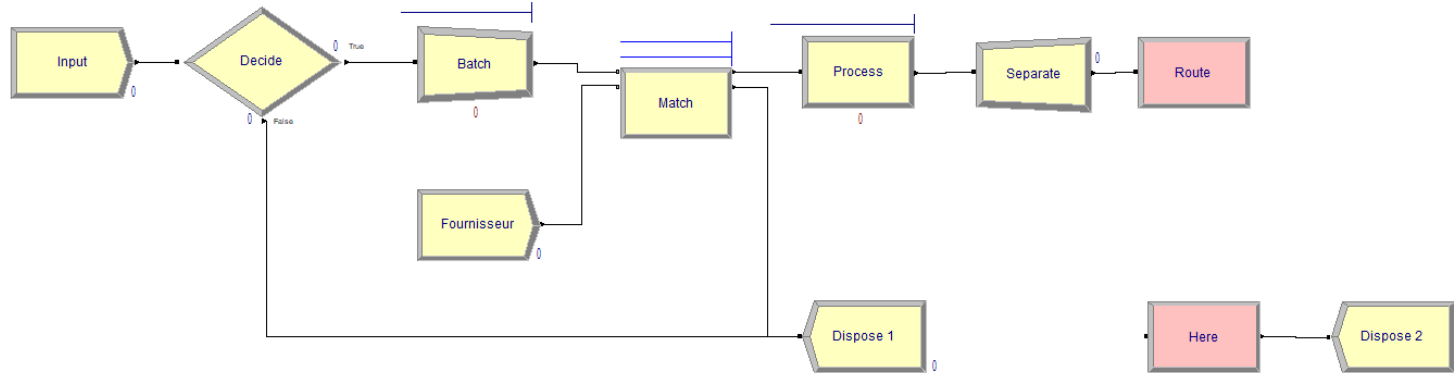 Input
0
Decide
0
True
0
False
Batch
0
Fournisseur
0
Match
Process
0
Separate
0
Route
Dispose 1
0
Here
Dispose 2